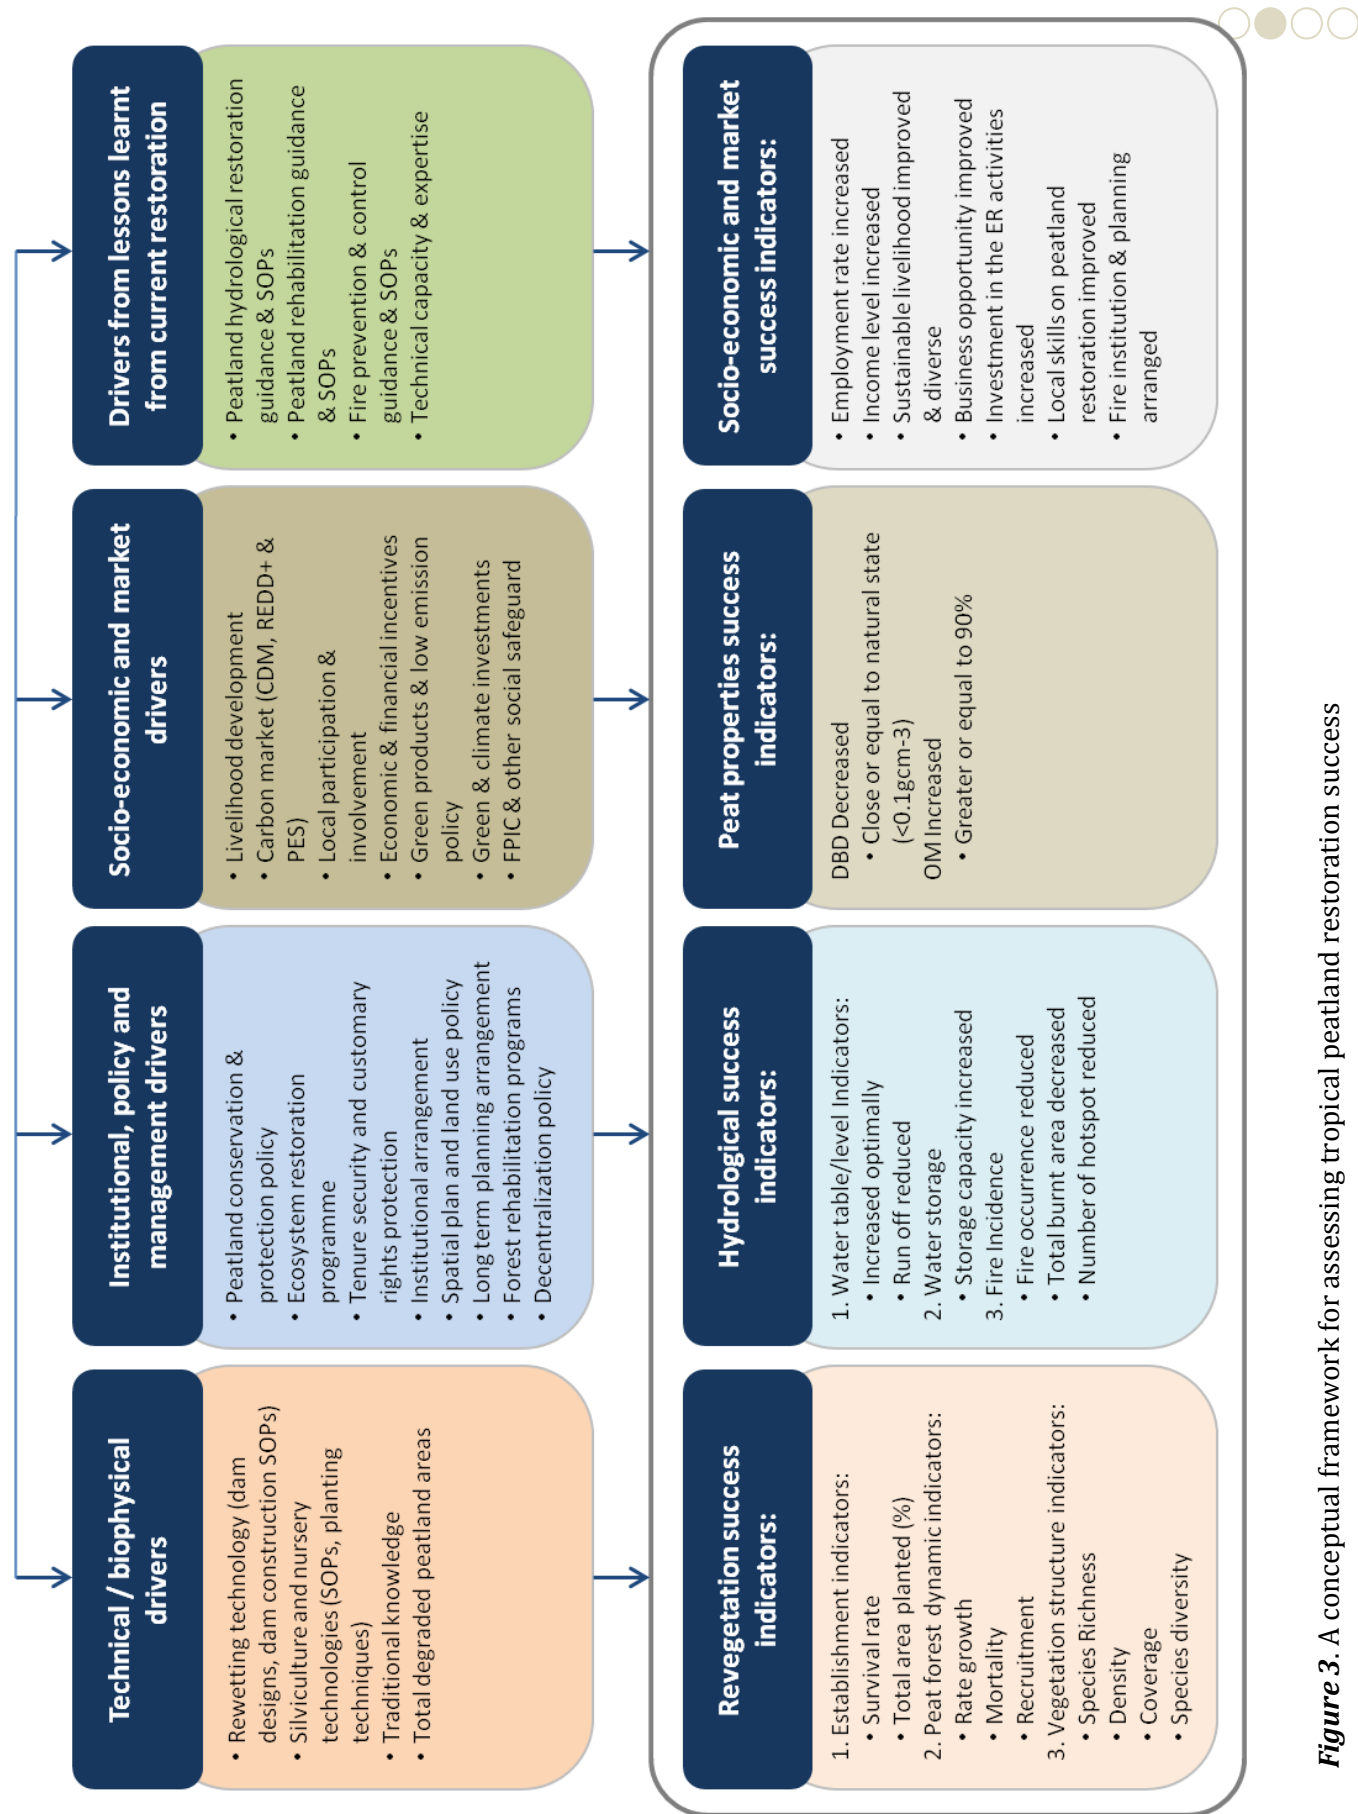 Technical / biophysical
drivers
• Reweting technology (dam
designs, dam construction SOPs)
• Silviculture and nursery
technologies (SOPs, planting
techniques)
• Traditional knowledge
• Total degraded peatland areas
Institutional, policy and
management drivers
• Peatland conservation &
protection policy
• Ecosystem restoration
programme
• Tenure security and customary
rights protection
• Institutional arrangement
• Spatial plan and land use policy
• Long term planning arrangement
• Forest rehabilitation programs
• Decentralization policy
Socio-economic and market
drivers
• Livelihood development
• Carbon market (CDM, REDD+ &
PES)
• Local participation &
involvement
• Economic & financial incentives
• Green products & low emission
policy
• Green & climate investments
• FPIC & other social safeguard
Drivers from lessons learnt
from current restoration
• Peatland hydrological restoration
guidance & SOPs
• Peatland rehabilitation guidance
& SOPs
• Fire prevention & control
guidance & SOPs
• Technical capacity & expertise
Revegetation success
indicators:
1. Establishment indicators:
• Survival rate
• Total area planted (%)
2. Peat forest dynamic indicators:
• Rate growth
• Mortality
• Recruitment
3. Vegetation structure indicators:
• Species Richness
• Density
• Coverage
• Species diversity
Hydrological success
indicators:
1. Water table/level Indicators:
• Increased optimally
• Run off reduced
2. Water storage
• Storage capacity increased
3. Fire Incidence
• Fire occurrence reduced
• Total burnt area decreased
• Number of hotspot reduced
Peat properties success
indicators:
DBD Decreased
• Close or equal to natural state
(<0.1gcm-3)
OM Increased
• Greater or equal to 90%
Socio-economic and market
success indicators:
• Employment rate increased
• Income level increased
• Sustainable livelihood improved
& diverse
• Business opportunity improved
• Investment in the ER activities
increased
• Local skills on peatland
restoration improved
• Fire institution & planning
arranged
Figure 3. A conceptual framework for assessing tropical peatland restoration success